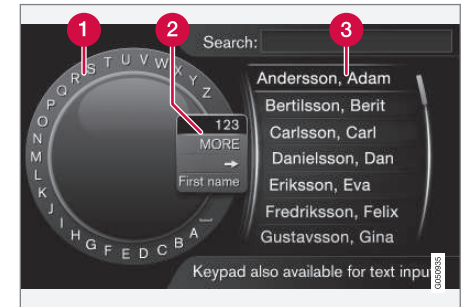 1
2
3
Search:
A B C D E F G H I J K L M N O P Q R S T U V W X Y Z
123
MORE
➞
First name
Andersson, Adam
Bertilsson, Berit
Carlsson, Carl
Danielsson, Dan
Eriksson, Eva
Fredriksson, Felix
Gustavsson, Gina
Keypad also available for text input
G050935